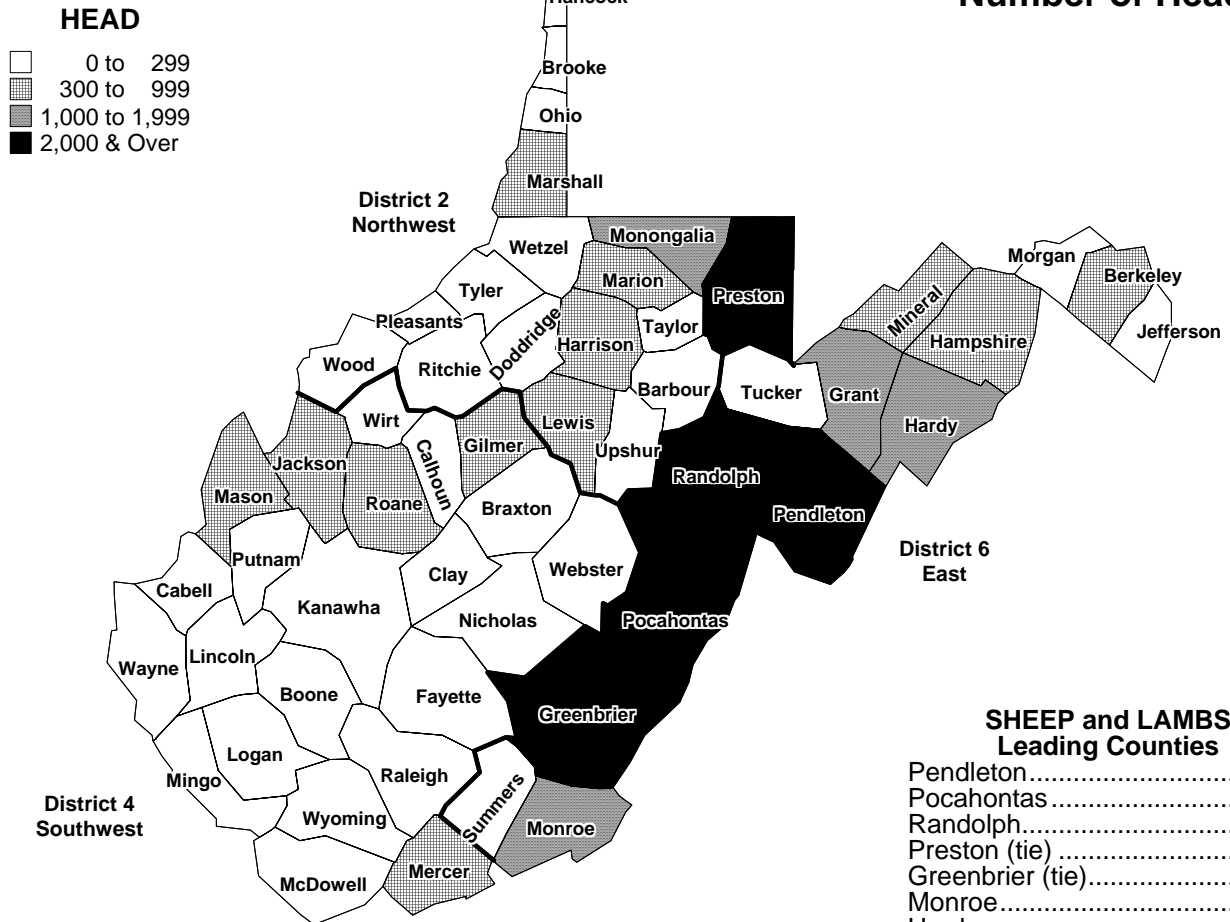 Number of Head
HEAD
0 to 299
300 to 999
1,000 to 1,999
2,000 & Over
Hancock
Brooke
Ohio
Marshall
District 2
Northwest
Wetzel
Monongalia
Marion
Preston
Tyler
Pleasants
Doddridge
Harrison
Taylor
Wood
Ritchie
Barbour
Tucker
Morgan
Berkeley
Jefferson
Mineral
Hampshire
Grant
Hardy
Wirt
Calhoun
Gilmer
Lewis
Upshur
Randolph
Pendleton
Jackson
Mason
Roane
Braxton
Webster
District 6
East
Putnam
Cabell
Clay
Kanawha
Nicholas
Pocahontas
Wayne
Lincoln
Boone
Fayette
Greenbrier
Logan
Mingo
Raleigh
Summers
Monroe
District 4
Southwest
Wyoming
Mercer
McDowell
SHEEP and LAMBS
Leading Counties
Pendleton
Pocahontas
Randolph
Preston (tie)
Greenbrier (tie)
Monroe